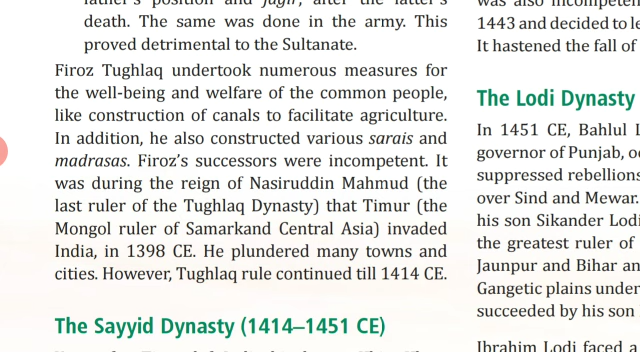 father's position and jagir, after the latter's
death. The same was done in the army. This
proved detrimental to the Sultanate.
Firoz Tughlaq undertook numerous measures for
the well-being and welfare of the common people,
like construction of canals to facilitate agriculture.
In addition, he also constructed various sarais and
madrasas. Firoz's successors were incompetent. It
was during the reign of Nasiruddin Mahmud (the
last ruler of the Tughlaq Dynasty) that Timur (the
Mongol ruler of Samarkand Central Asia) invaded
India, in 1398 CE. He plundered many towns and
cities. However, Tughlaq rule continued till 1414 CE.
The Sayyid Dynasty (1414–1451 CE)
was also incompeten
1443 and decided to le
It hastened the fall of
The Lodi Dynasty
In 1451 CE, Bahlul L
governor of Punjab, o
suppressed rebellions
over Sind and Mewar.
his son Sikander Lodi
the greatest ruler of
Jaunpur and Bihar an
Gangetic plains under
succeeded by his son
Ibrahim Lodi faced a